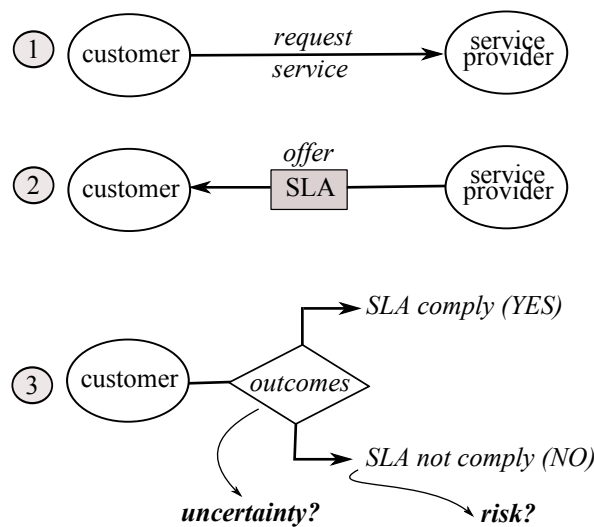 1
customer
request
service
service
provider
2
customer
offer
SLA
service
provider
3
customer
outcomes
SLA comply (YES)
SLA not comply (NO)
uncertainty?
risk?